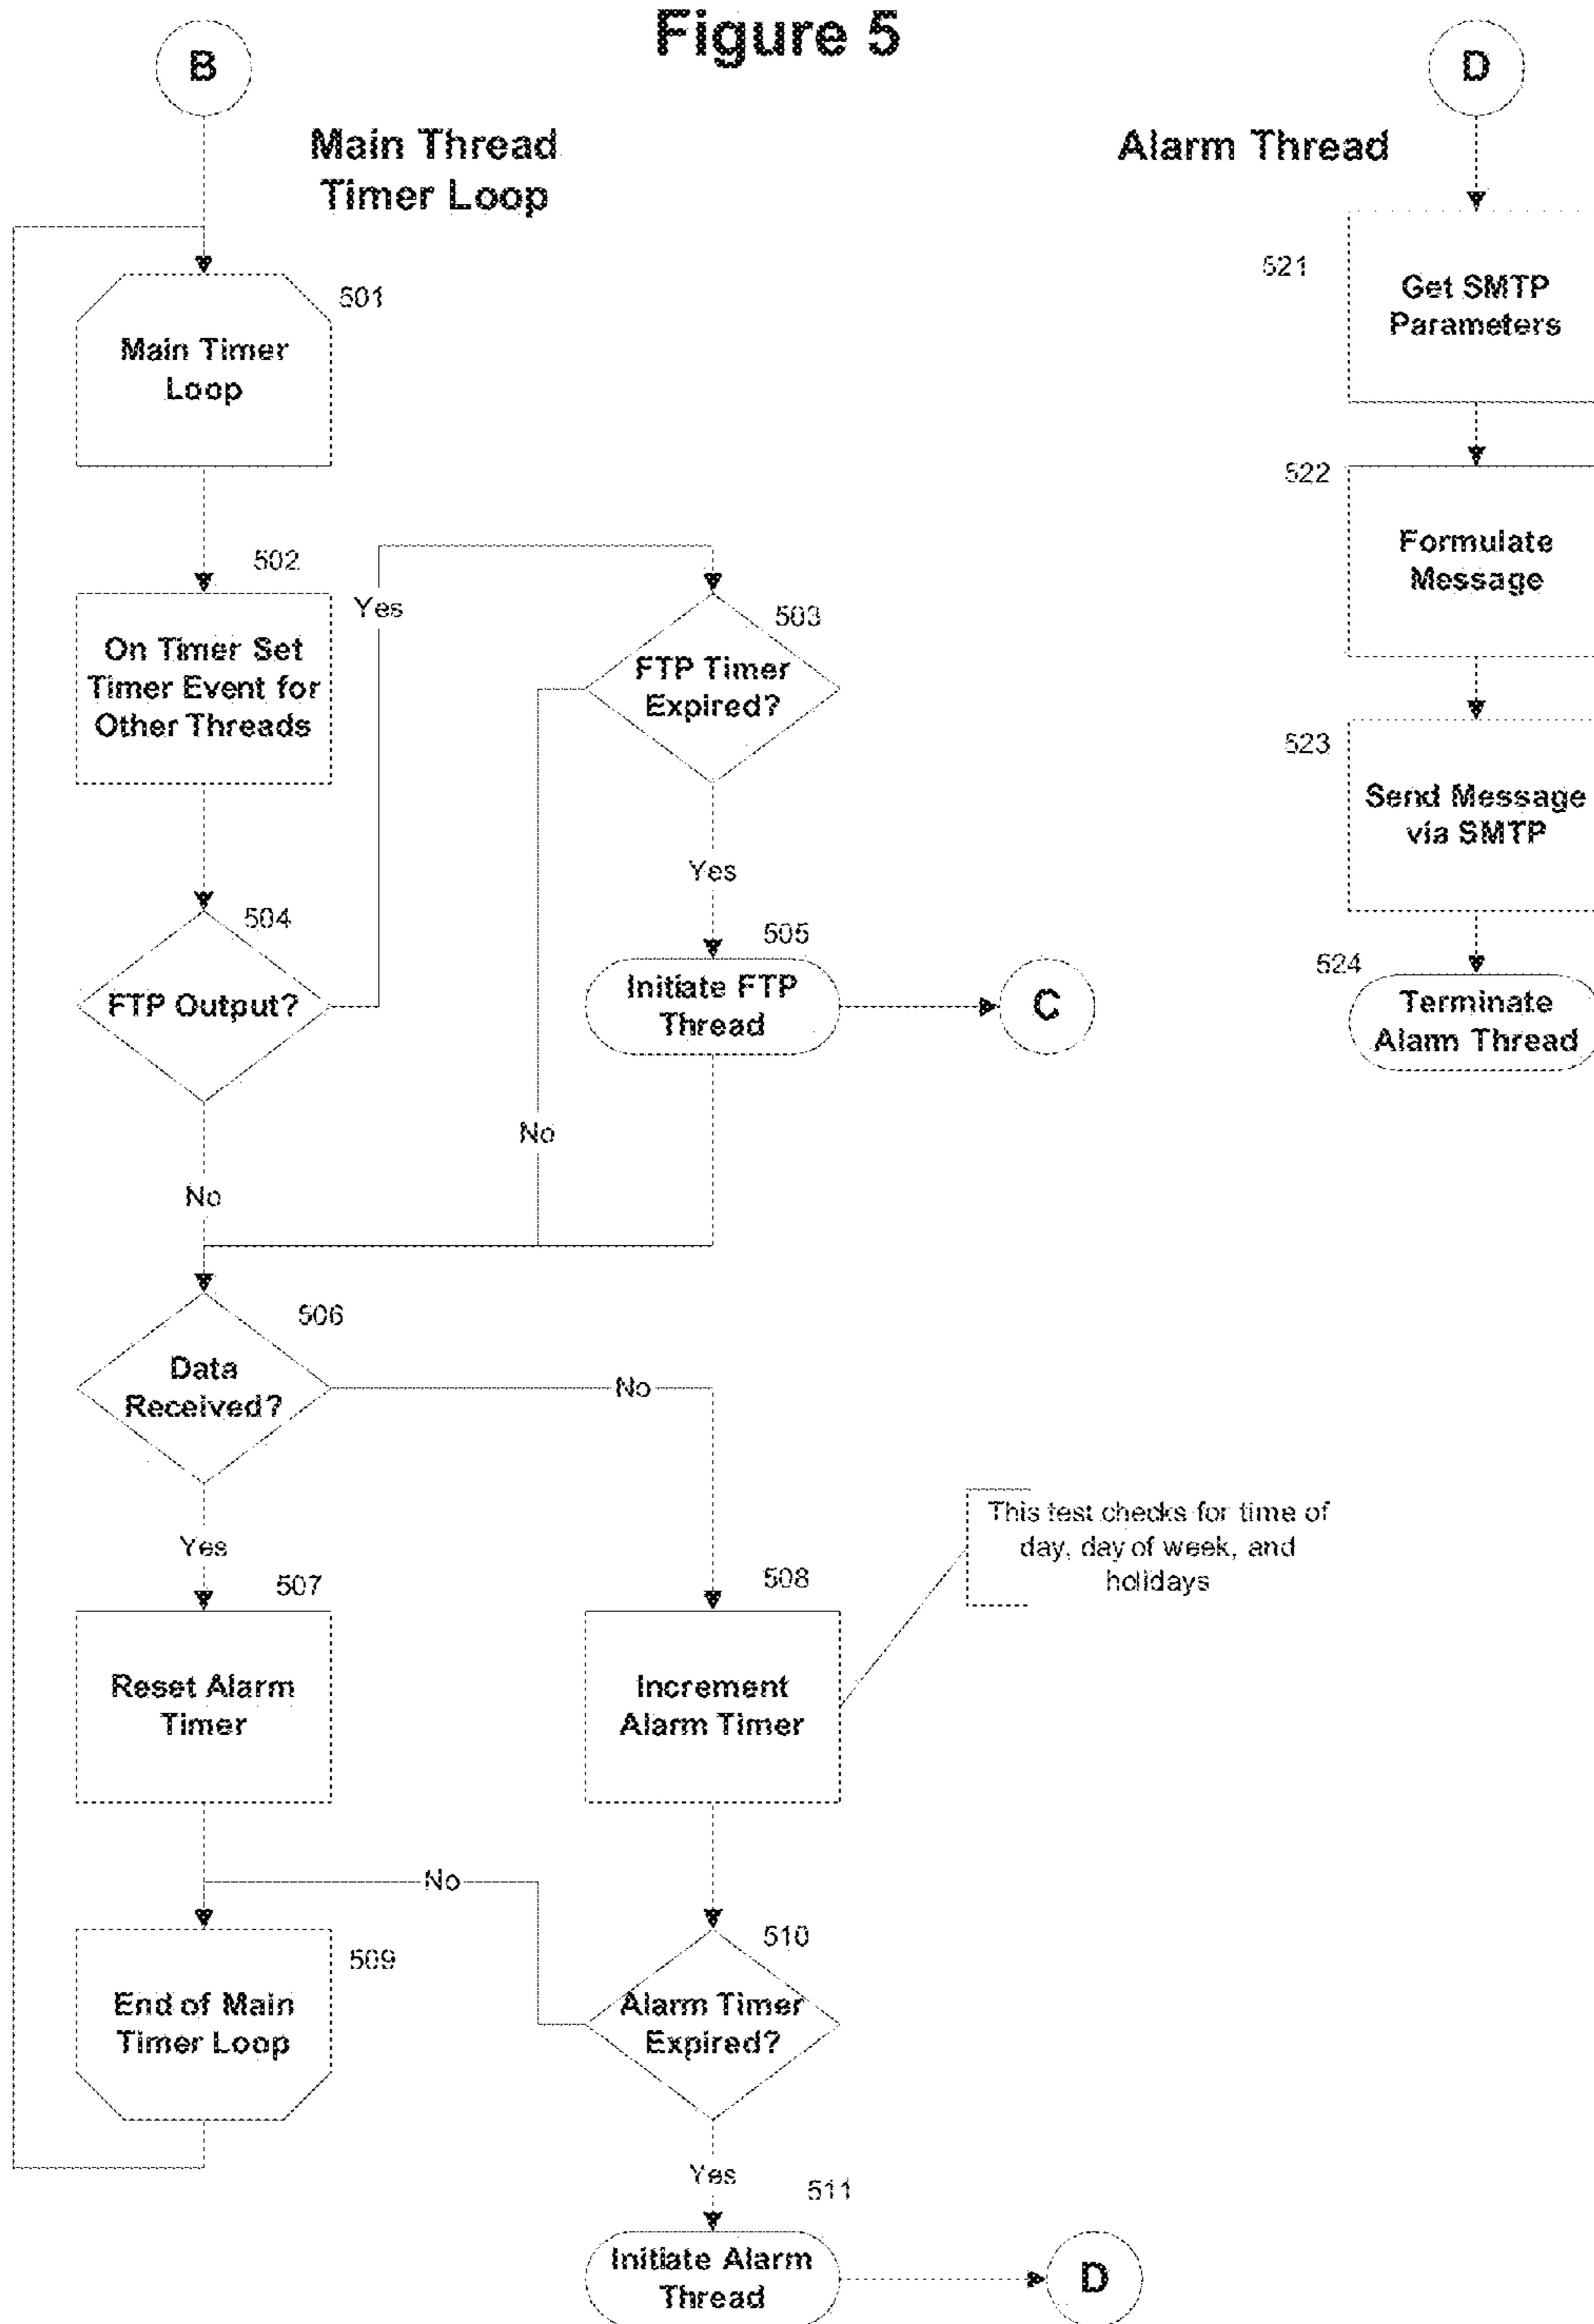 Figure 5
B
Main Thread
Timer Loop
501
Main Timer
Loop
502
On Timer Set
Timer Event for
Other Threads
Yes
503
FTP Timer
Expired?
504
FTP Output?
Yes
505
Initiate FTP
Thread
C
No
No
506
Data
Received?
No
Yes
507
Reset Alarm
Timer
508
Increment
Alarm Timer
This test checks for time of
day, day of week, and
holidays
No
509
End of Main
Timer Loop
510
Alarm Timer
Expired?
Yes
511
Initiate Alarm
Thread
D
D
Alarm Thread
521
Get SMTP
Parameters
522
Formulate
Message
523
Send Message
via SMTP
524
Terminate
Alarm Thread